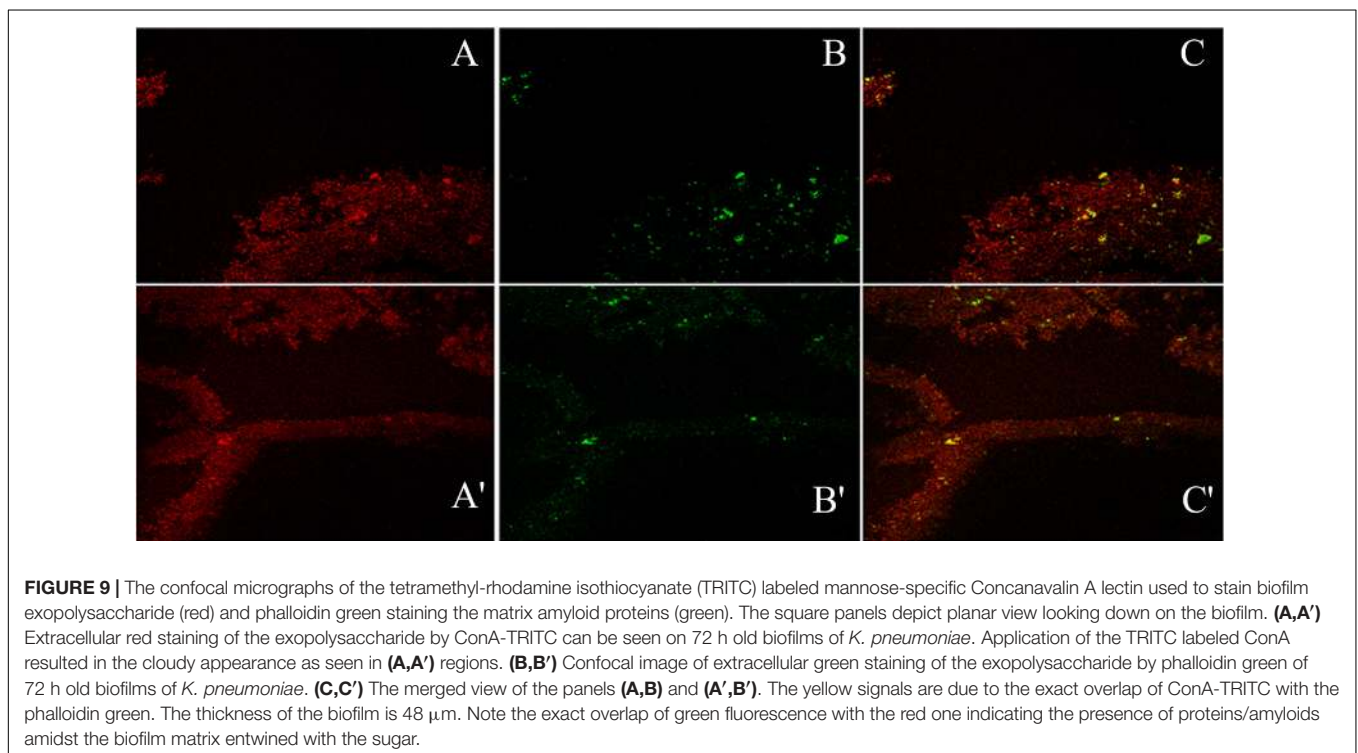 A B C
A' B' C'
FIGURE 9 | The confocal micrographs of the tetramethyl-rhodamine isothiocyanate (TRITC) labeled mannose-specific Concanavalin A lectin used to stain biofilm
exopolysaccharide (red) and phalloidin green staining the matrix amyloid proteins (green). The square panels depict planar view looking down on the biofilm. (A,A′)
Extracellular red staining of the exopolysaccharide by ConA-TRITC can be seen on 72 h old biofilms of K. pneumoniae. Application of the TRITC labeled ConA
resulted in the cloudy appearance as seen in (A,A′) regions. (B,B′) Confocal image of extracellular green staining of the exopolysaccharide by phalloidin green of
72 h old biofilms of K. pneumoniae. (C,C′) The merged view of the panels (A,B) and (A′,B′). The yellow signals are due to the exact overlap of ConA-TRITC with the
phalloidin green. The thickness of the biofilm is 48 μm. Note the exact overlap of green fluorescence with the red one indicating the presence of proteins/amyloids
amidst the biofilm matrix entwined with the sugar.